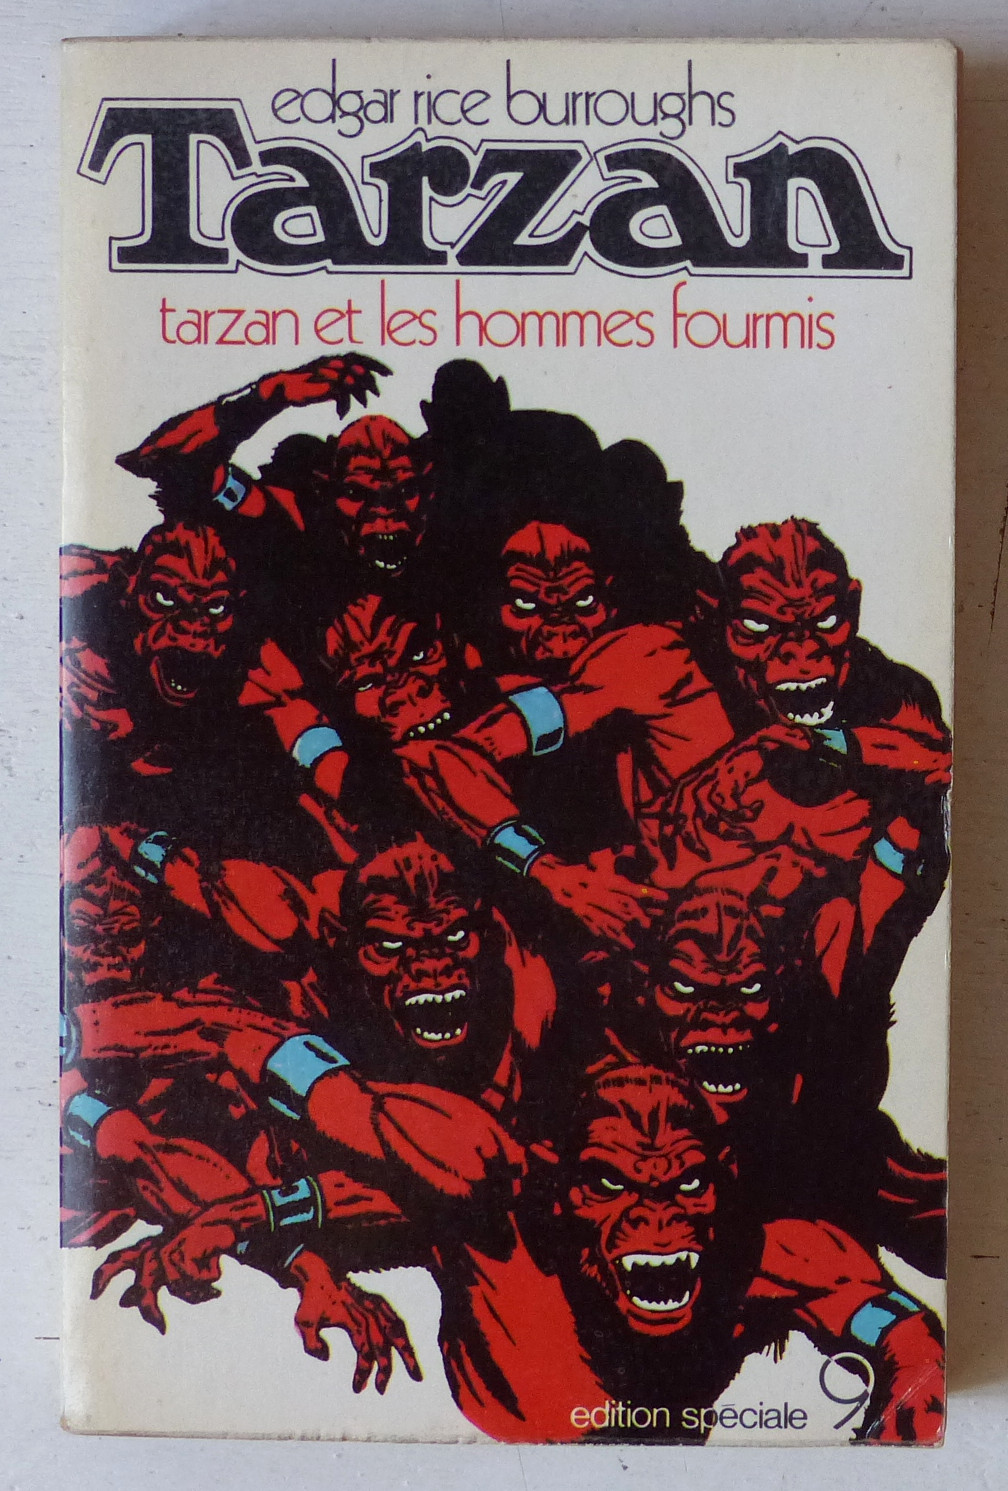 edgar rice burroughs
Tarzan
tarzan et les hommes fourmis
edition spéciale 9